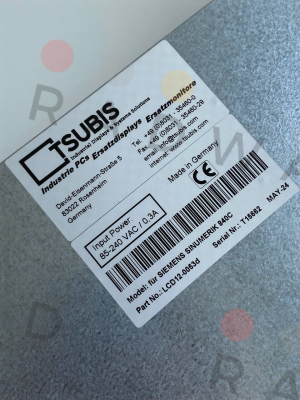 TSUBIS
Industrial Displays & Systems Solutions
Industrie PCs Ersatzdisplays Ersatzmonitore
David-Eisenmann-Straße 5
83022 Rosenheim
Germany
Tel. +49 (0)8031 - 35460-0
Fax. +49 (0)8031 - 35460-29
email: info@tsubis.com
internet: www.tsubis.com
Made in Germany
CE
Input Power:
85-240 VAC / 0.3A
Model: für SIEMENS SINUMERIK 840C
Part No.: LCD12-0083d
Serial Nr.: T18662
MAY.-24